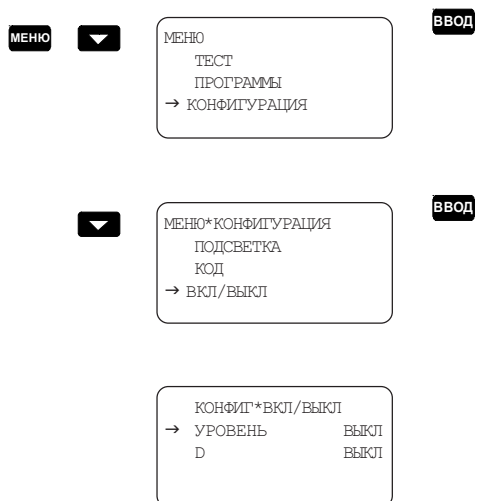 МЕНЮ
ВВОД
МЕНЮ
ТЕСТ
ПРОГРАММЫ
→ КОНФИГУРАЦИЯ
ВВОД
МЕНЮ*КОНФИГУРАЦИЯ
ПОДСВЕТКА
КОД
→ ВКЛ/ВЫКЛ
КОНФИГ*ВКЛ/ВЫКЛ
→ УРОВЕНЬ ВЫКЛ
D ВЫКЛ